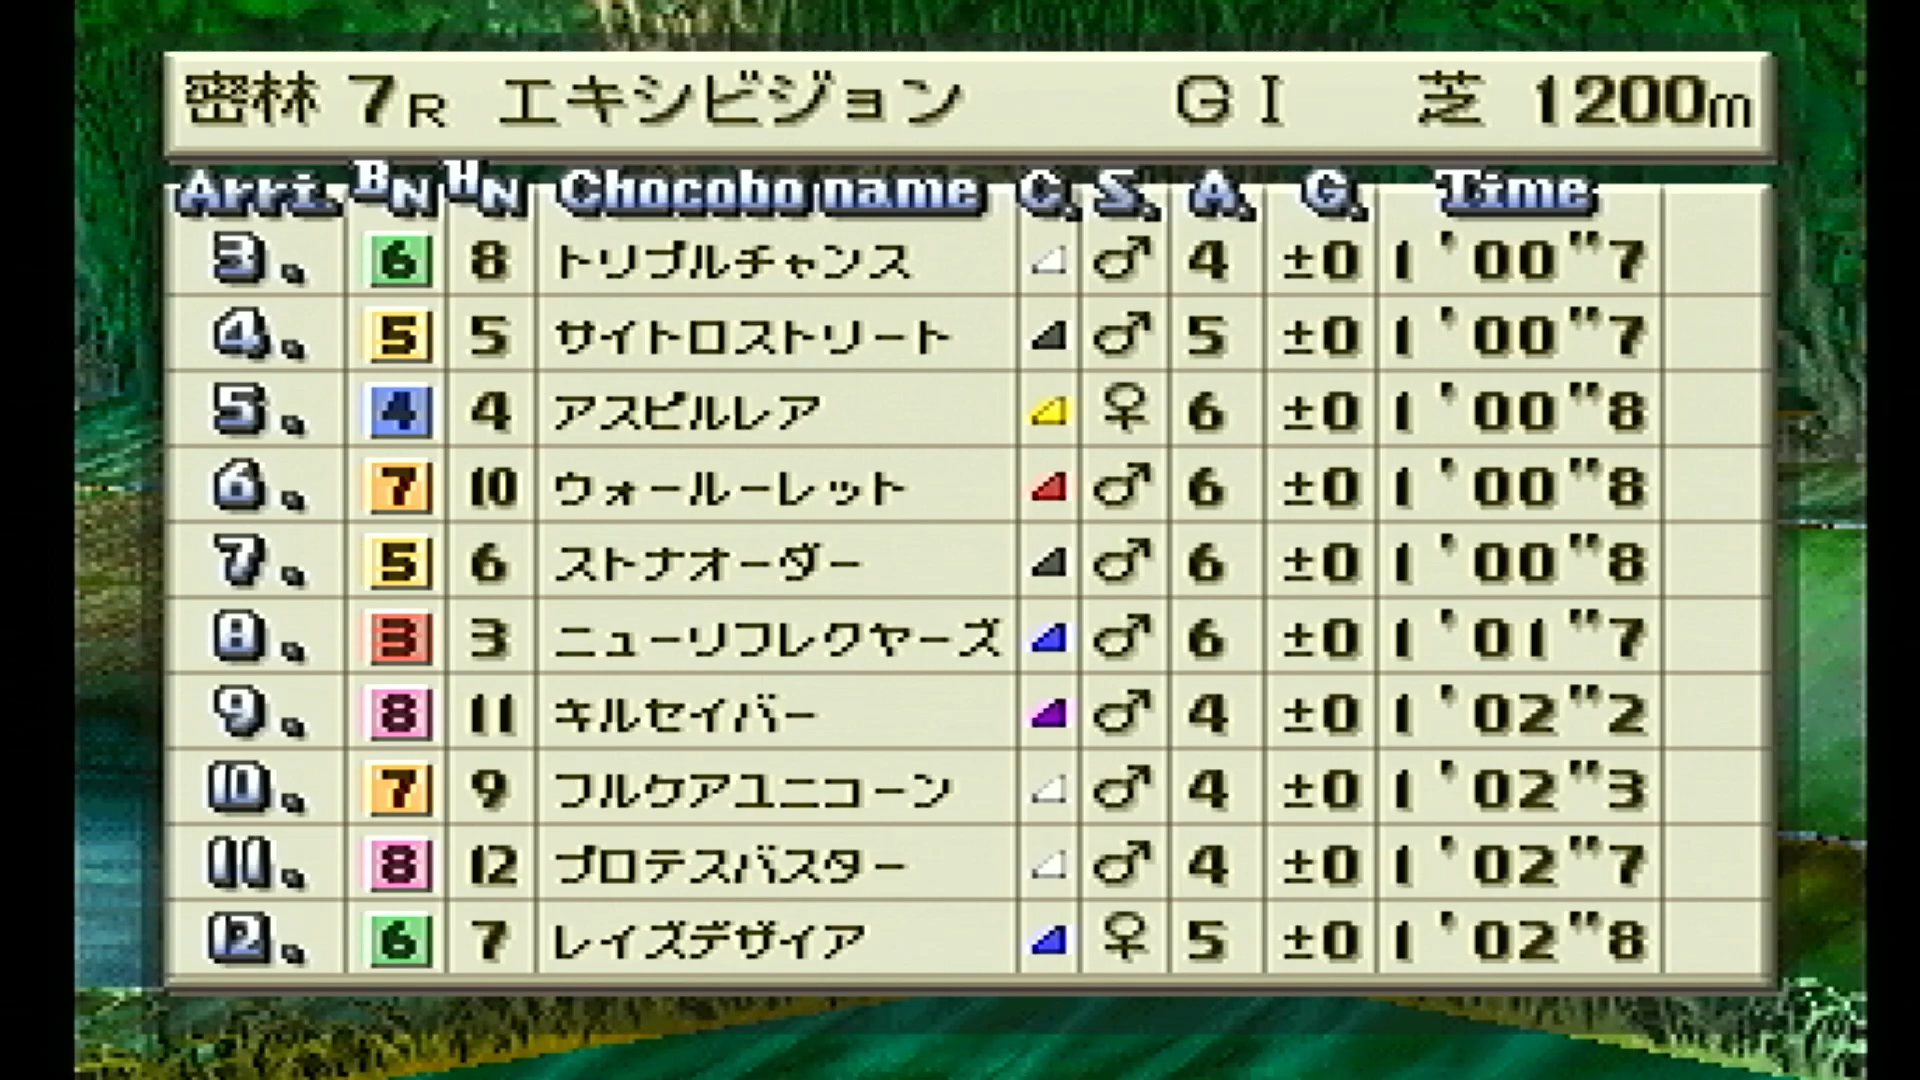 密林 7R エキシビジョン GⅠ 芝 1200m
Arri. BN HN Chocobo name C. S. A. G. Time
3. 6 8 トリプルチャンス ♂ 4 ±0 1'00"7
4. 5 5 サイトロストリート ♂ 5 ±0 1'00"7
5. 4 4 アスピルレア ♀ 6 ±0 1'00"8
6. 7 10 ウォールーレット ♂ 6 ±0 1'00"8
7. 5 6 ストナオーダー ♂ 6 ±0 1'00"8
8. 3 3 ニューリフレクヤーズ ♂ 6 ±0 1'01"7
9. 8 11 キルセイバー ♂ 4 ±0 1'02"2
10. 7 9 フルケアユニコーン ♂ 4 ±0 1'02"3
11. 8 12 プロテスバスター ♂ 4 ±0 1'02"7
12. 6 7 レイズデザイア ♀ 5 ±0 1'02"8